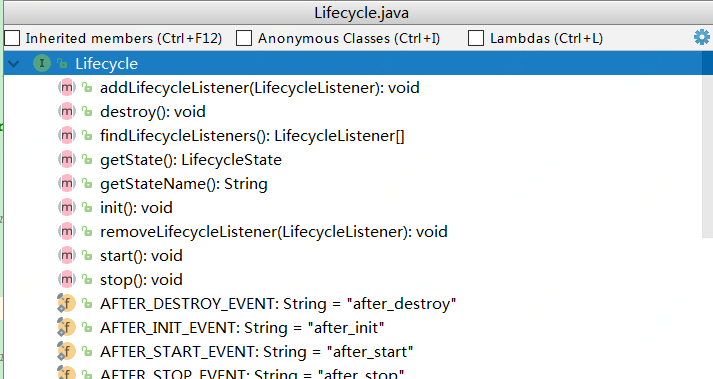 Lifecycle.java
Inherited members (Ctrl+F12) Anonymous Classes (Ctrl+I) Lambdas (Ctrl+L)
I Lifecycle
m addLifecycleListener(LifecycleListener): void
m destroy(): void
m findLifecycleListeners(): LifecycleListener[]
m getState(): LifecycleState
m getStateName(): String
m init(): void
m removeLifecycleListener(LifecycleListener): void
m start(): void
m stop(): void
f AFTER_DESTROY_EVENT: String = "after_destroy"
f AFTER_INIT_EVENT: String = "after_init"
f AFTER_START_EVENT: String = "after_start"
f AFTER_STOP_EVENT: String = "after_stop"